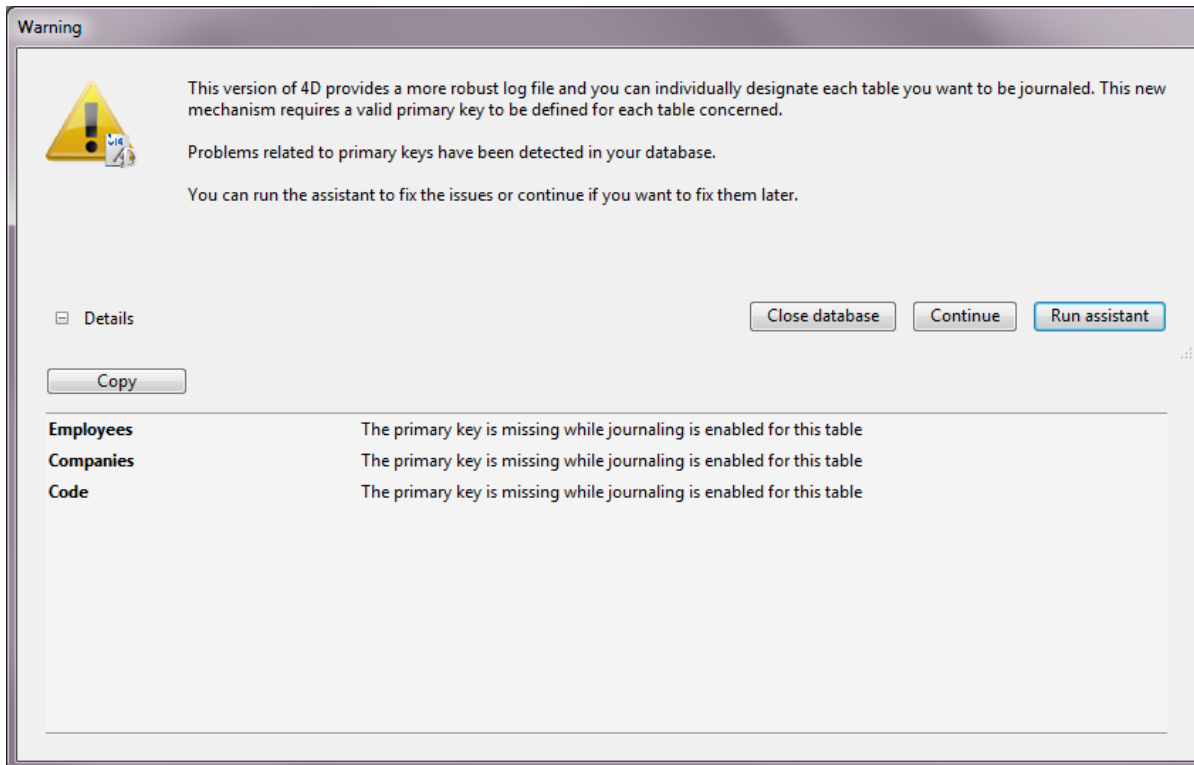 Warning
This version of 4D provides a more robust log file and you can individually designate each table you want to be journaled. This new
mechanism requires a valid primary key to be defined for each table concerned.
Problems related to primary keys have been detected in your database.
You can run the assistant to fix the issues or continue if you want to fix them later.
Details
Close database
Continue
Run assistant
Copy
Employees The primary key is missing while journaling is enabled for this table
Companies The primary key is missing while journaling is enabled for this table
Code The primary key is missing while journaling is enabled for this table